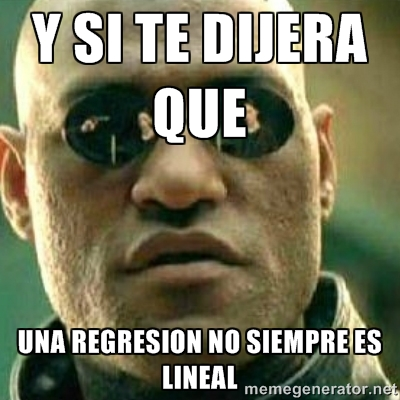 Y SI TE DIJERA
QUE
UNA REGRESION NO SIEMPRE ES
LINEAL
memegenerator.net